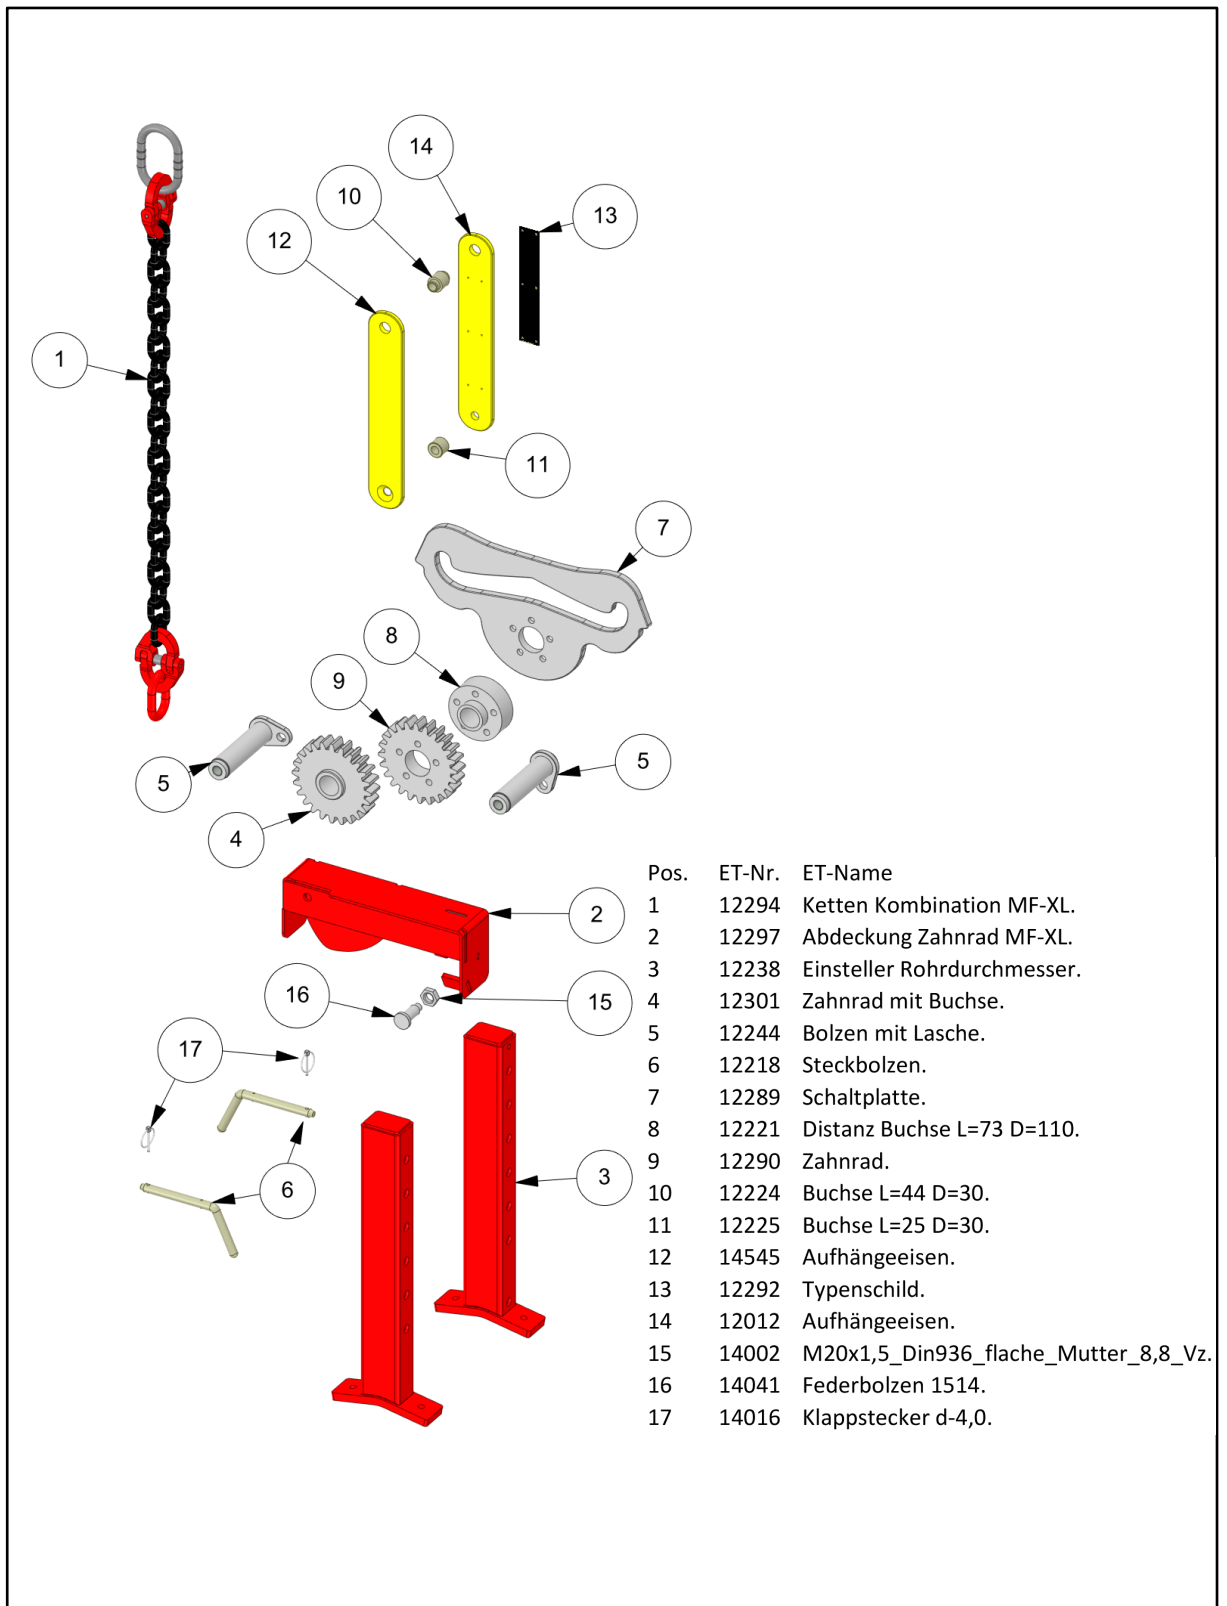 14
10
13
12
1
11
7
8
9
5
5
4
2
16
15
17
3
6
Pos. ET-Nr. ET-Name
1 12294 Ketten Kombination MF-XL.
2 12297 Abdeckung Zahnrad MF-XL.
3 12238 Einsteller Rohrdurchmesser.
4 12301 Zahnrad mit Buchse.
5 12244 Bolzen mit Lasche.
6 12218 Steckbolzen.
7 12289 Schaltplatte.
8 12221 Distanz Buchse L=73 D=110.
9 12290 Zahnrad.
10 12224 Buchse L=44 D=30.
11 12225 Buchse L=25 D=30.
12 14545 Aufhängeeisen.
13 12292 Typenschild.
14 12012 Aufhängeeisen.
15 14002 M20x1,5_Din936_flache_Mutter_8,8_Vz.
16 14041 Federbolzen 1514.
17 14016 Klappstecker d-4,0.